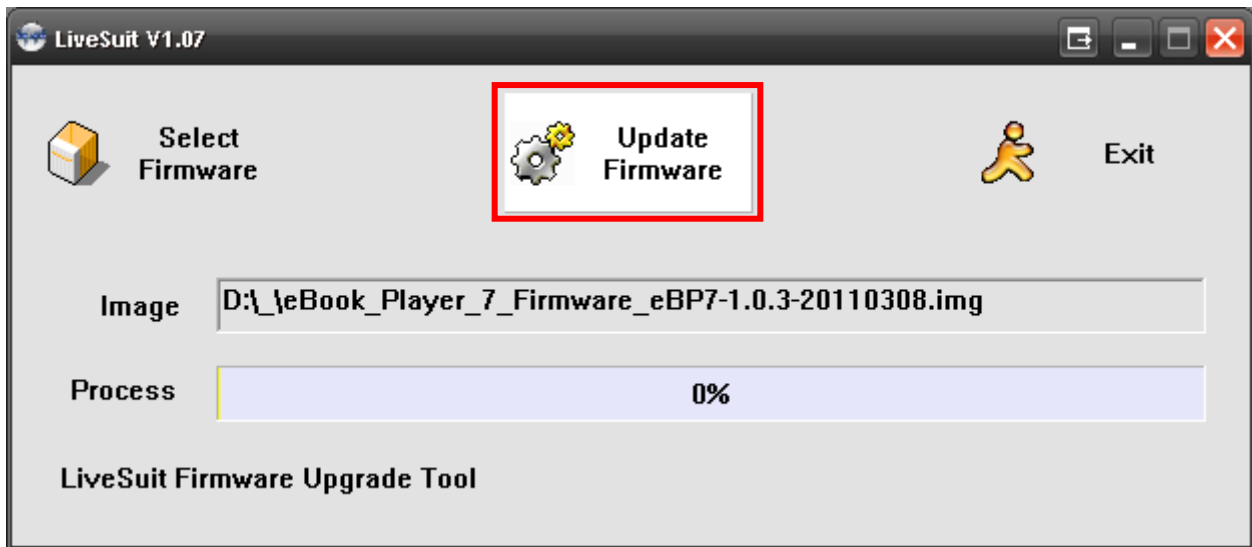 LiveSuit V1.07
Select
Firmware
Update
Firmware
Exit
Image
D:\_\eBook_Player_7_Firmware_eBP7-1.0.3-20110308.img
Process
0%
LiveSuit Firmware Upgrade Tool